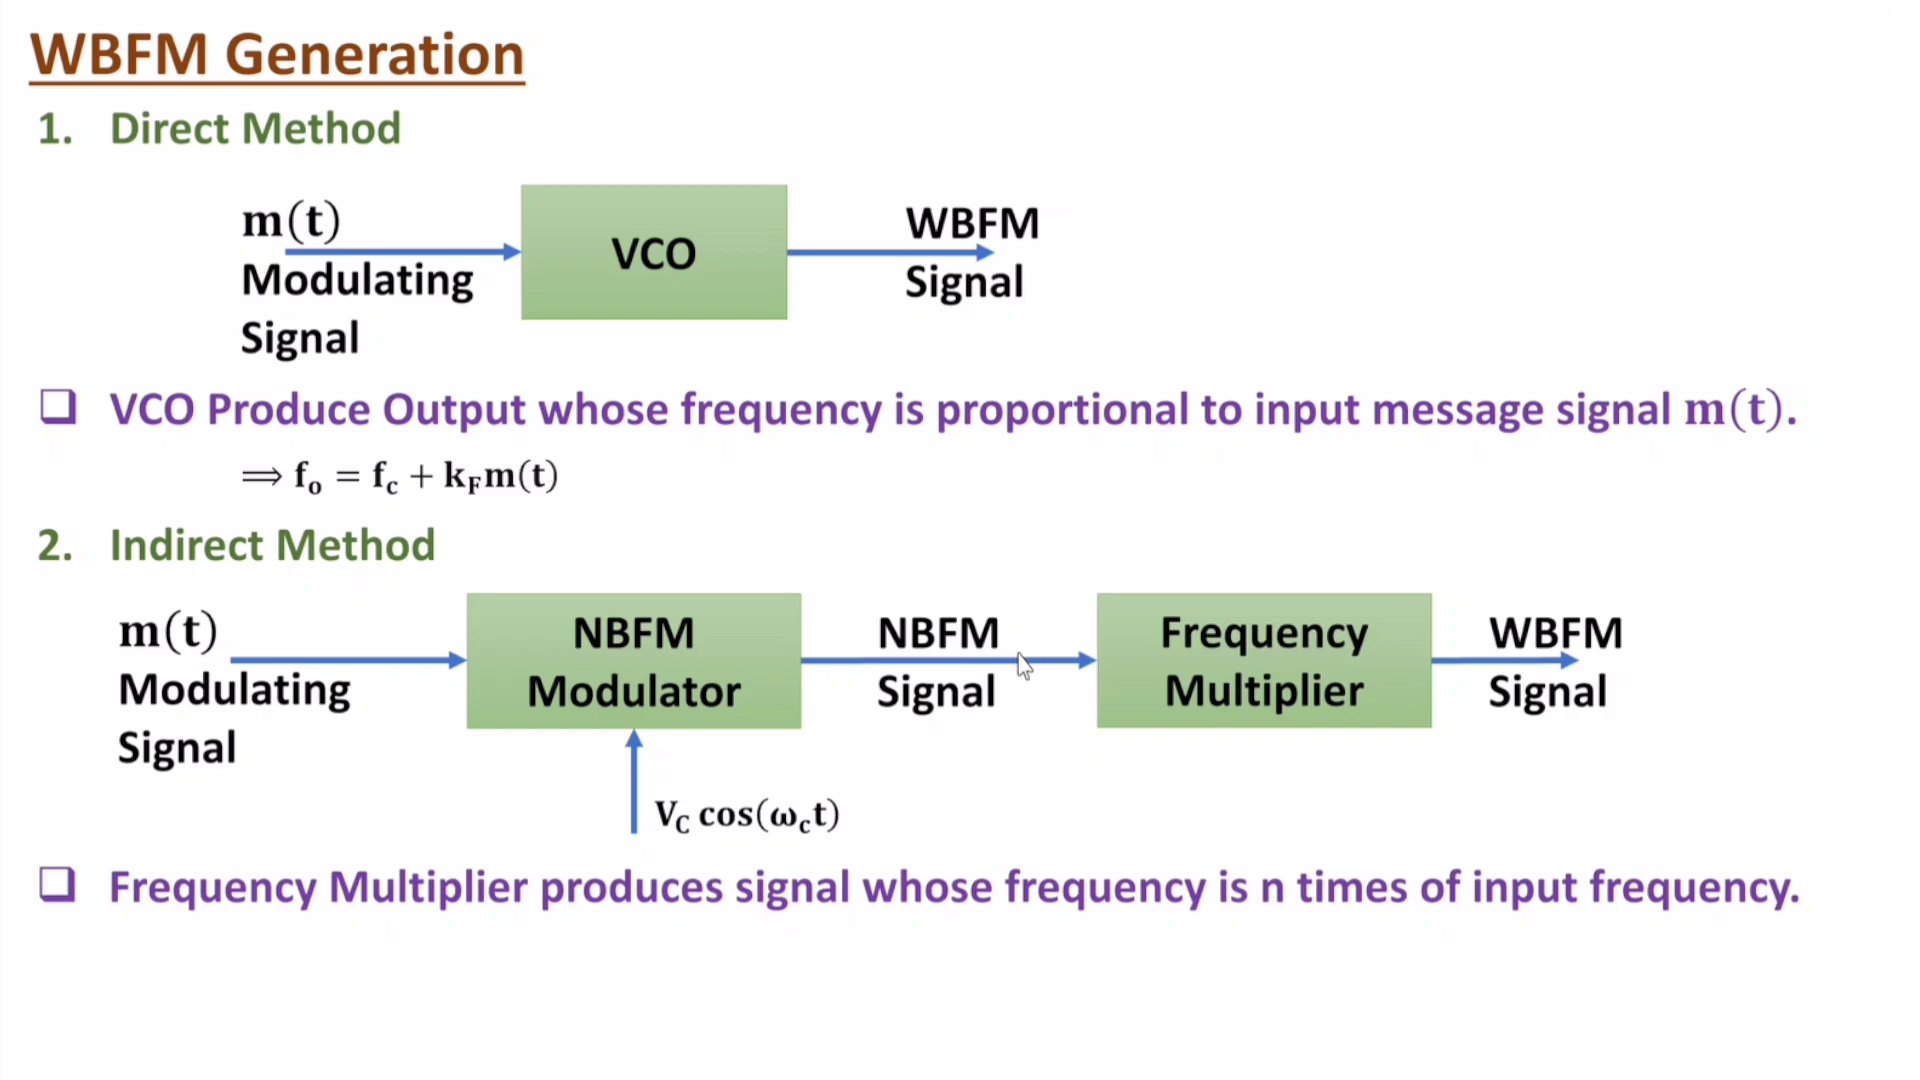 WBFM Generation
1. Direct Method
m(t)
Modulating
Signal
VCO
WBFM
Signal
❑ VCO Produce Output whose frequency is proportional to input message signal m(t).
⟹ f₀ = f_c + k_F m(t)
2. Indirect Method
m(t)
Modulating
Signal
NBFM
Modulator
V_C cos(ω_c t)
NBFM
Signal
Frequency
Multiplier
WBFM
Signal
❑ Frequency Multiplier produces signal whose frequency is n times of input frequency.